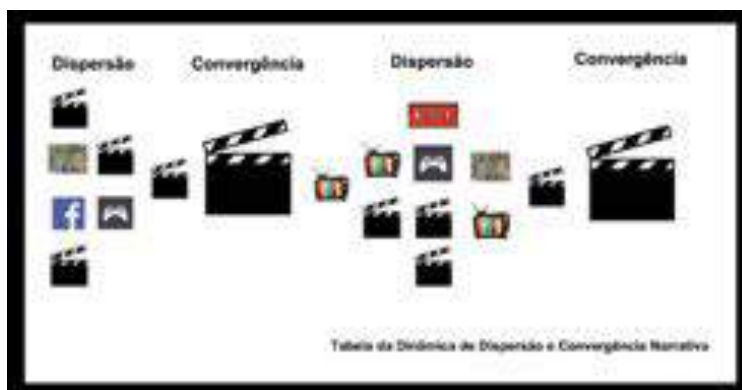 Dispersão
Convergência
Dispersão
Convergência
Tabela da Dinâmica de Dispersão e Convergência Narrativa